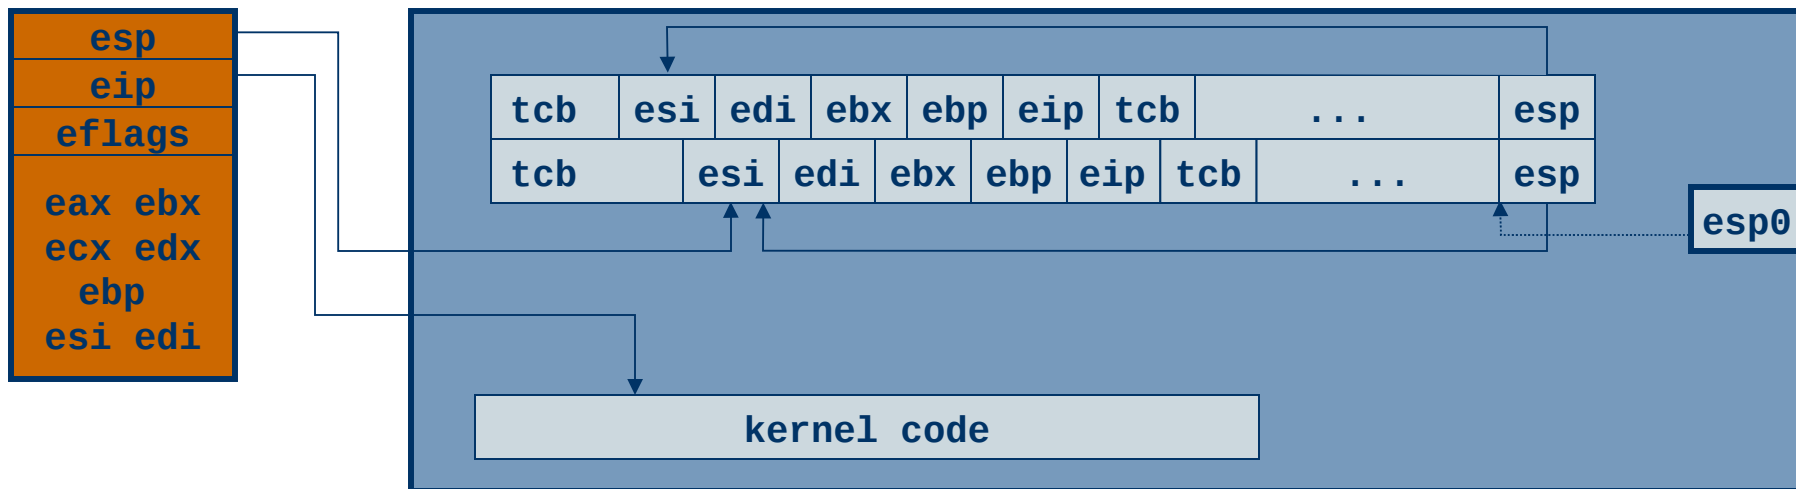 esp
eip
eflags
eax ebx
ecx edx
ebp
esi edi
tcb esi edi ebx ebp eip tcb ... esp
tcb esi edi ebx ebp eip tcb ... esp
esp0
kernel code